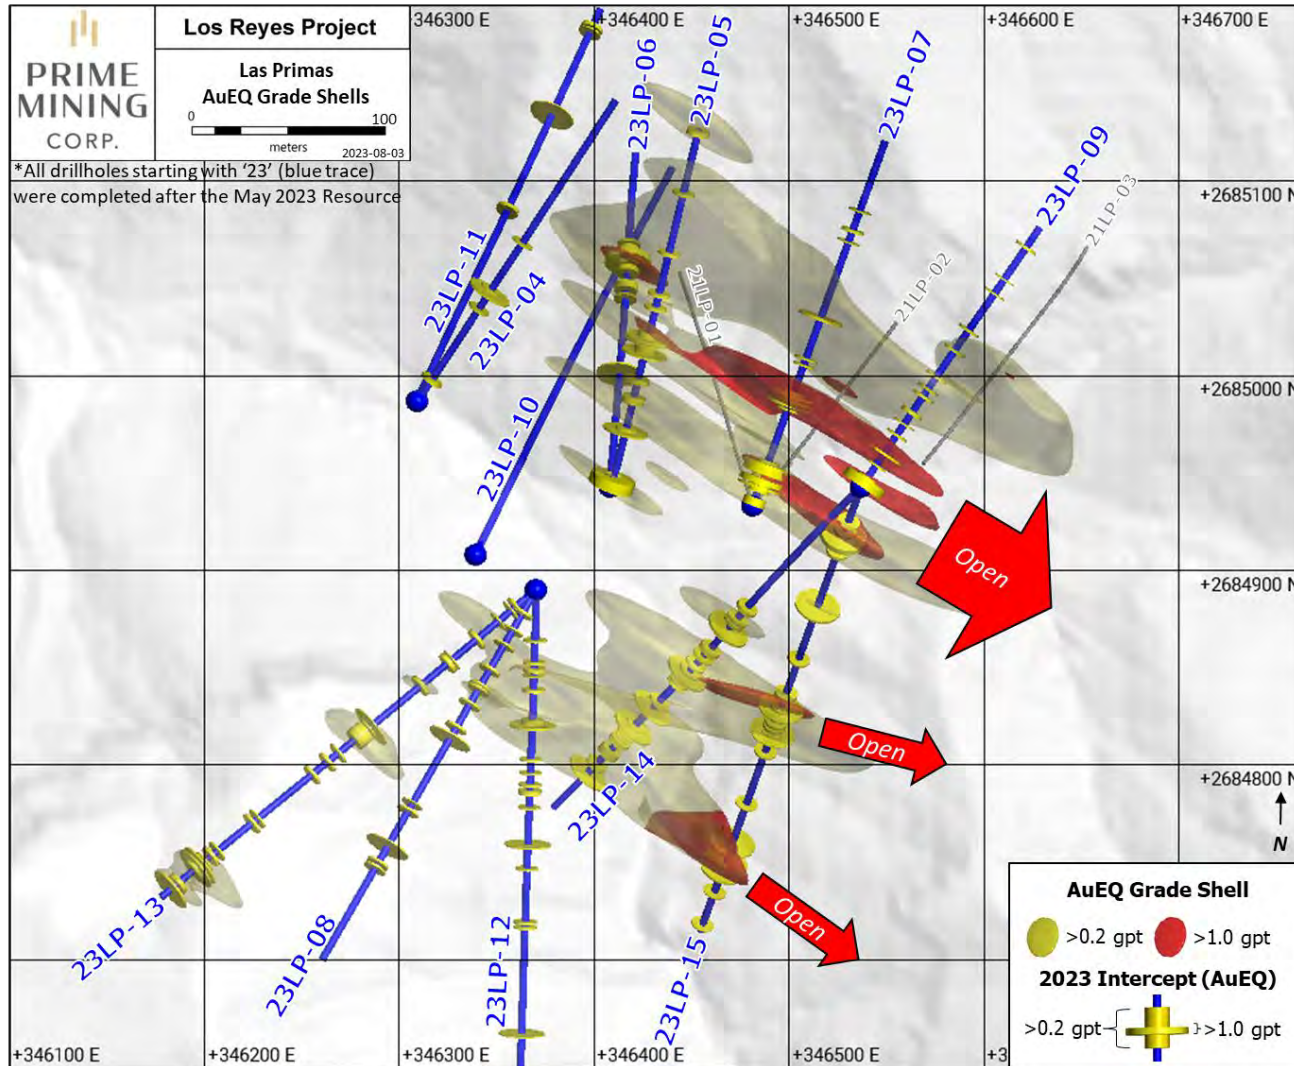 PRIME
MINING
CORP.
Los Reyes Project
Las Primas
AuEQ Grade Shells
0 100
meters
2023-08-03
*All drillholes starting with ‘23’ (blue trace)
were completed after the May 2023 Resource
+346300 E
+346400 E
+346500 E
+346600 E
+346700 E
23LP-06
23LP-05
23LP-07
23LP-09
21LP-03
+2685100 N
23LP-11
23LP-04
21LP-01
21LP-02
+2685000 N
23LP-10
Open
+2684900 N
Open
+2684800 N
N
23LP-14
23LP-13
23LP-08
23LP-12
23LP-15
Open
AuEQ Grade Shell
>0.2 gpt
>1.0 gpt
2023 Intercept (AuEQ)
>0.2 gpt
>1.0 gpt
+346100 E
+346200 E
+346300 E
+346400 E
+346500 E